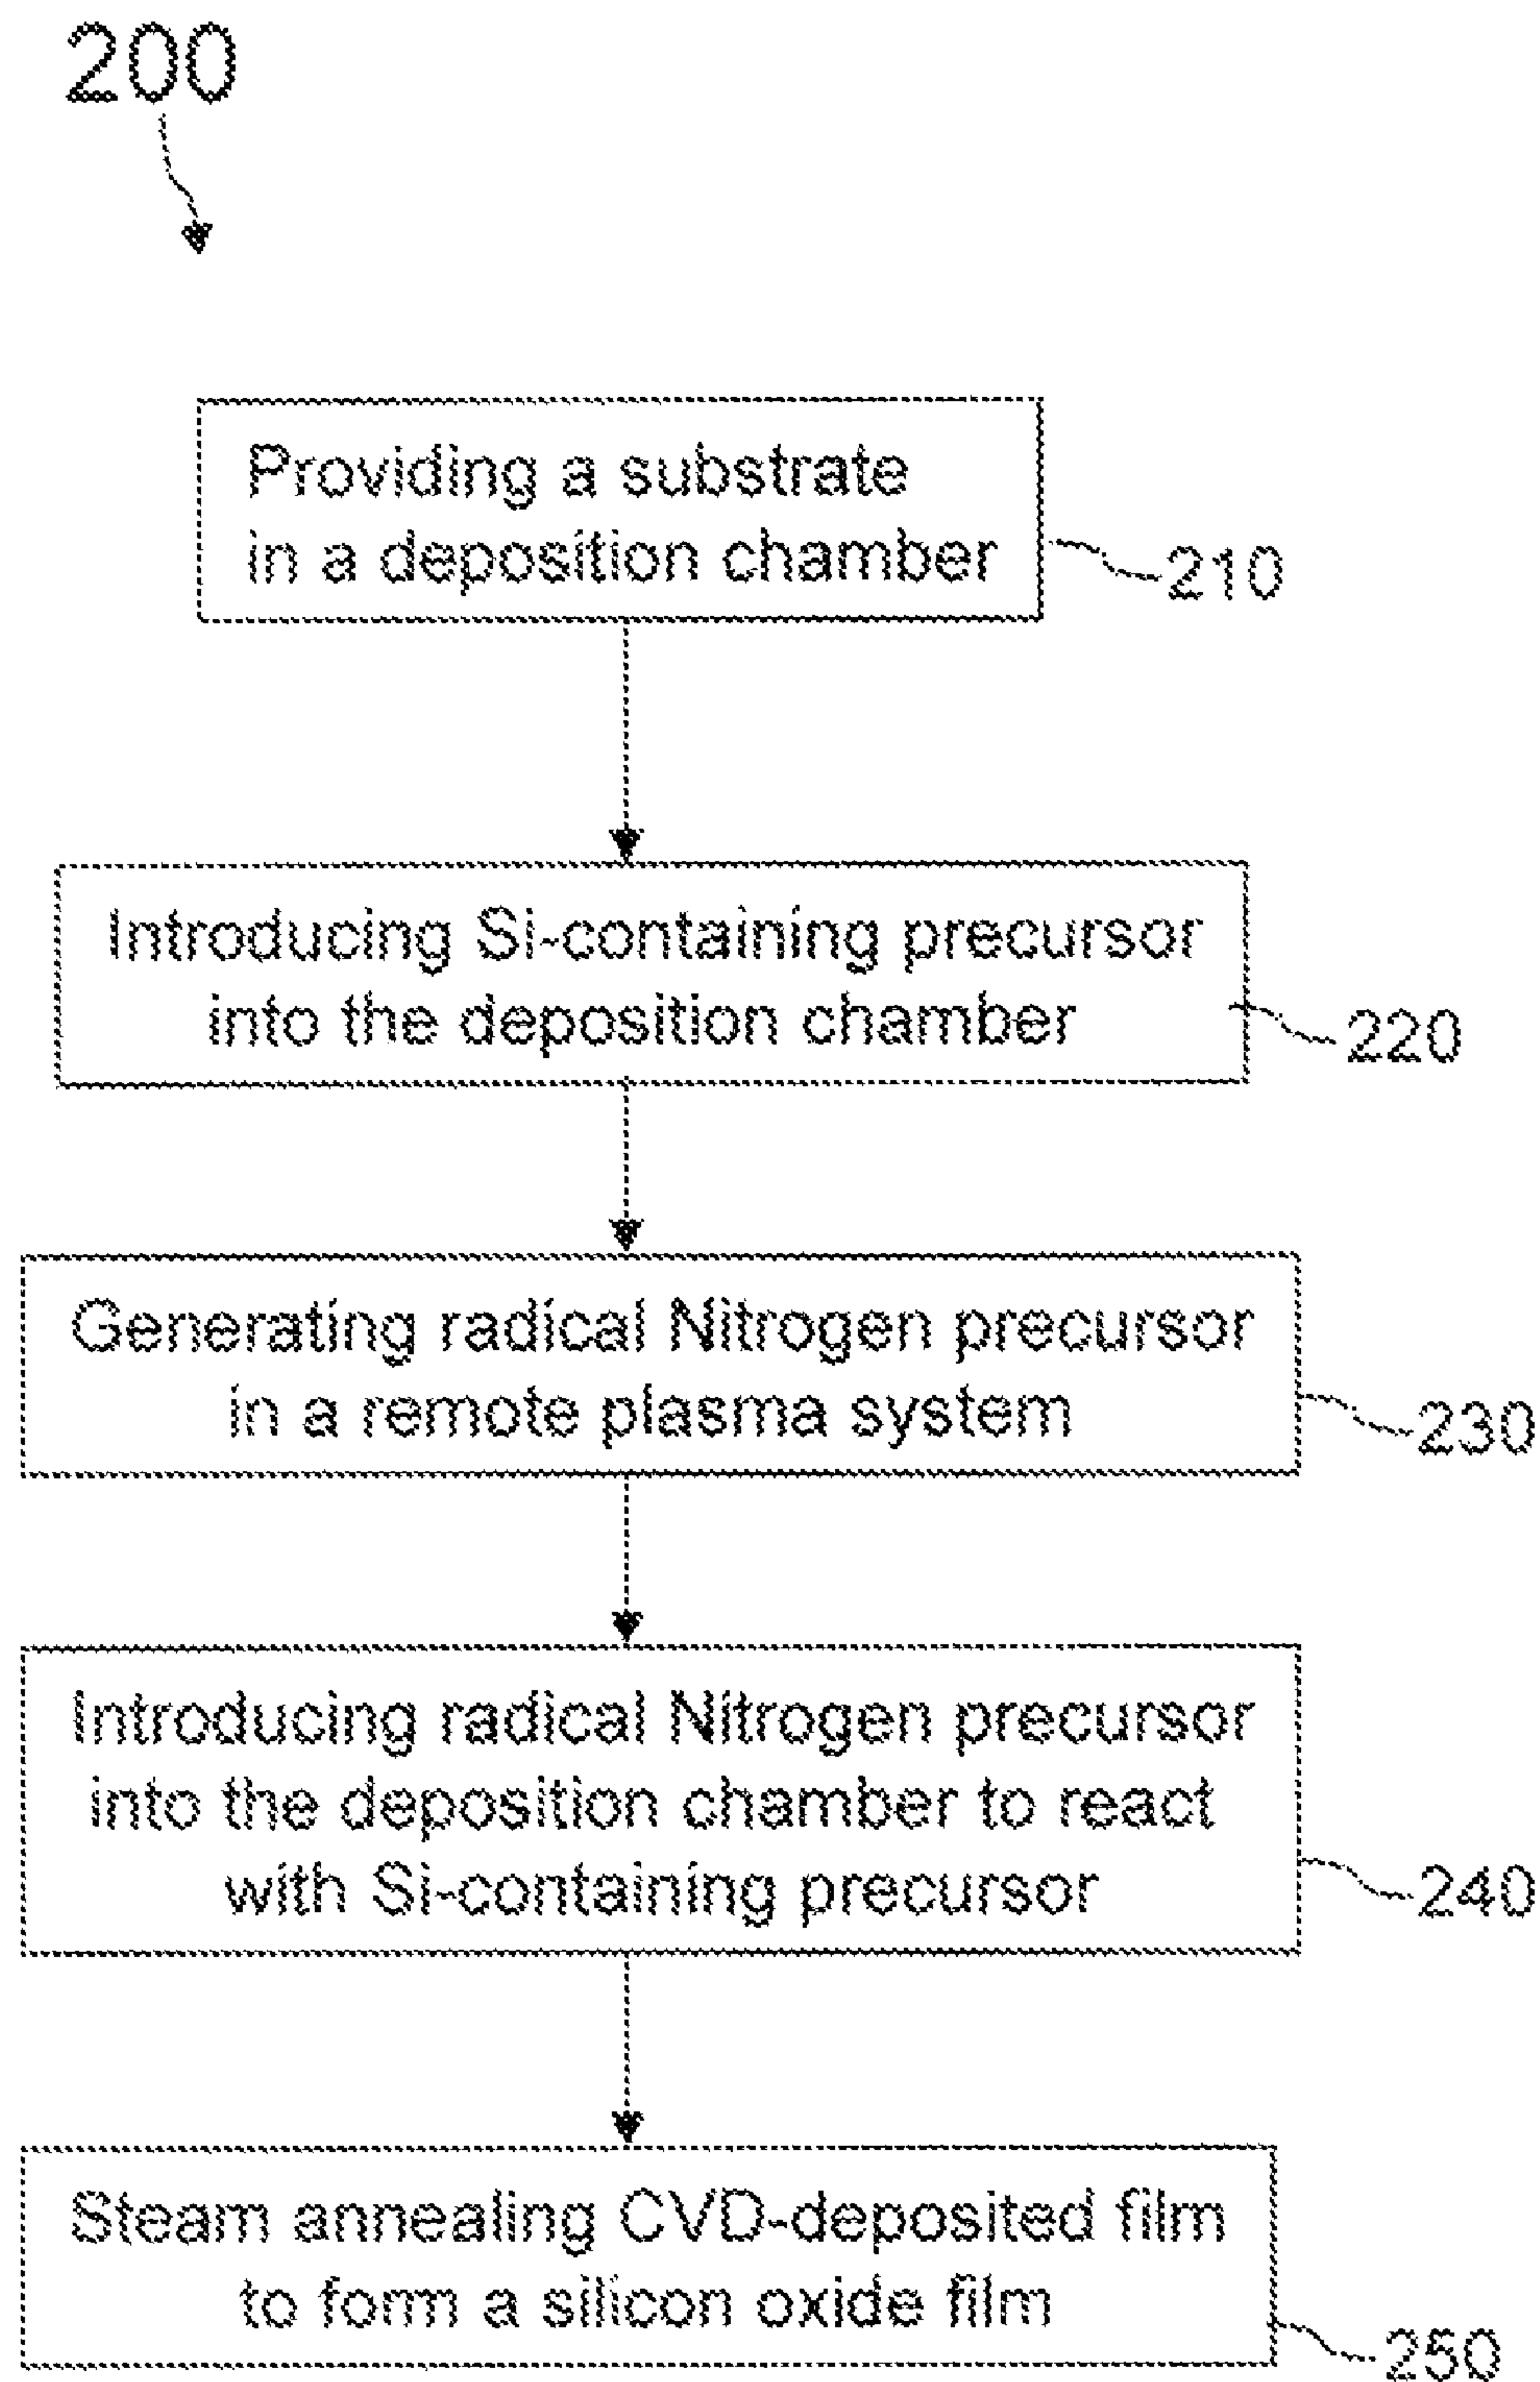 200
Providing a substrate
in a deposition chamber
210
Introducing Si-containing precursor
into the deposition chamber
220
Generating radical Nitrogen precursor
in a remote plasma system
230
Introducing radical Nitrogen precursor
into the deposition chamber to react
with Si-containing precursor
240
Steam annealing CVD-deposited film
to form a silicon oxide film
250